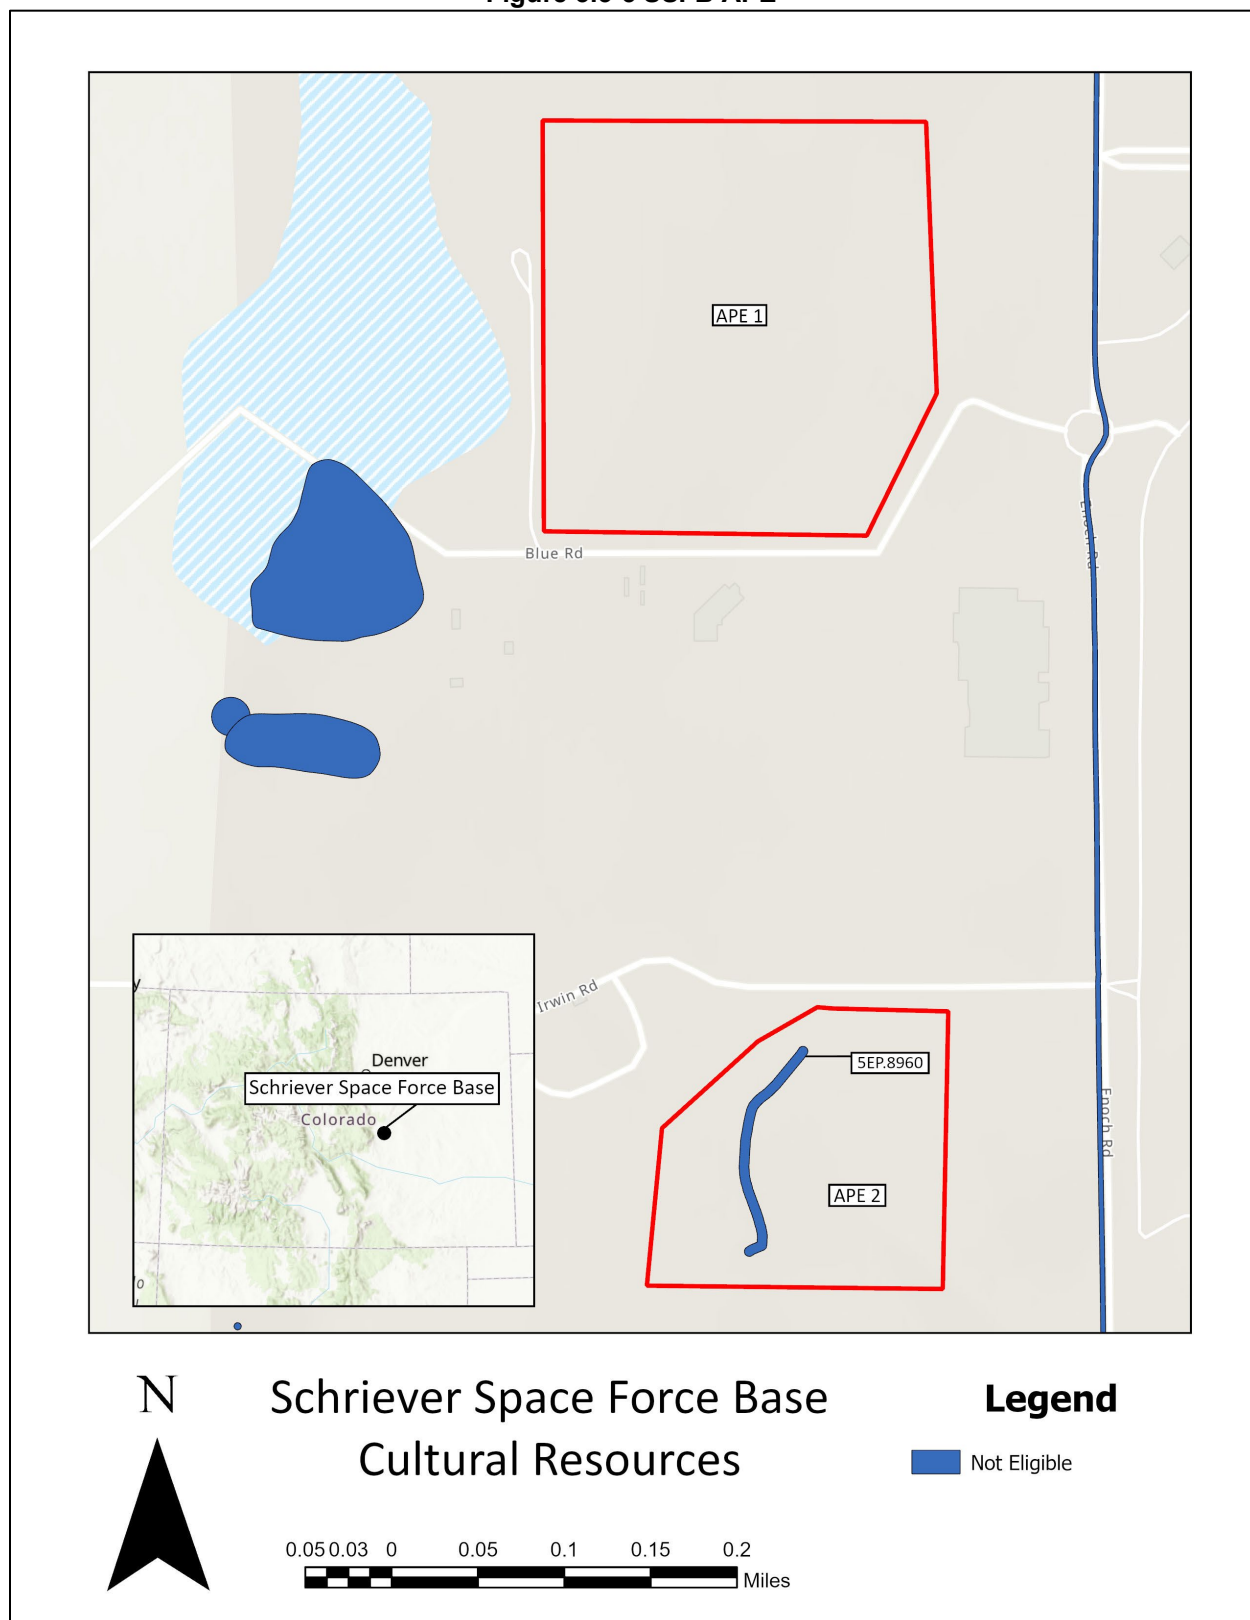 APE 1
Blue Rd
Enoch Rd
Irwin Rd
5EP.8960
APE 2
Enoch Rd
Denver
Schriever Space Force Base
Colorado
N
Schriever Space Force Base
Cultural Resources
Legend
Not Eligible
0.05 0.03 0 0.05 0.1 0.15 0.2
Miles